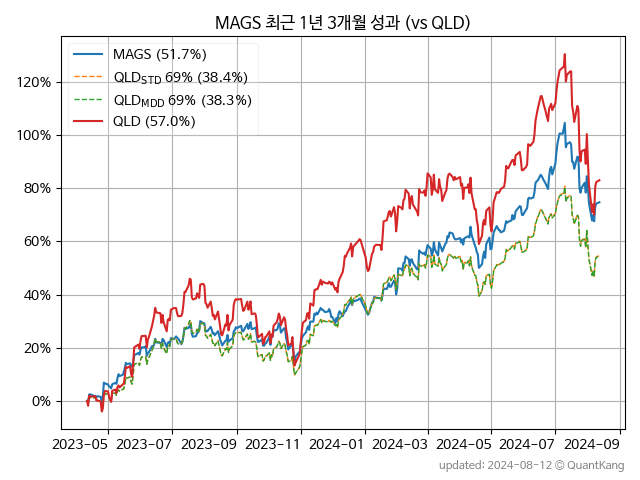 MAGS 최근 1년 3개월 성과 (vs QLD)
MAGS (51.7%)
QLD_STD 69% (38.4%)
QLD_MDD 69% (38.3%)
QLD (57.0%)
120%
100%
80%
60%
40%
20%
0%
2023-05 2023-07 2023-09 2023-11 2024-01 2024-03 2024-05 2024-07 2024-09
updated: 2024-08-12 © QuantKang